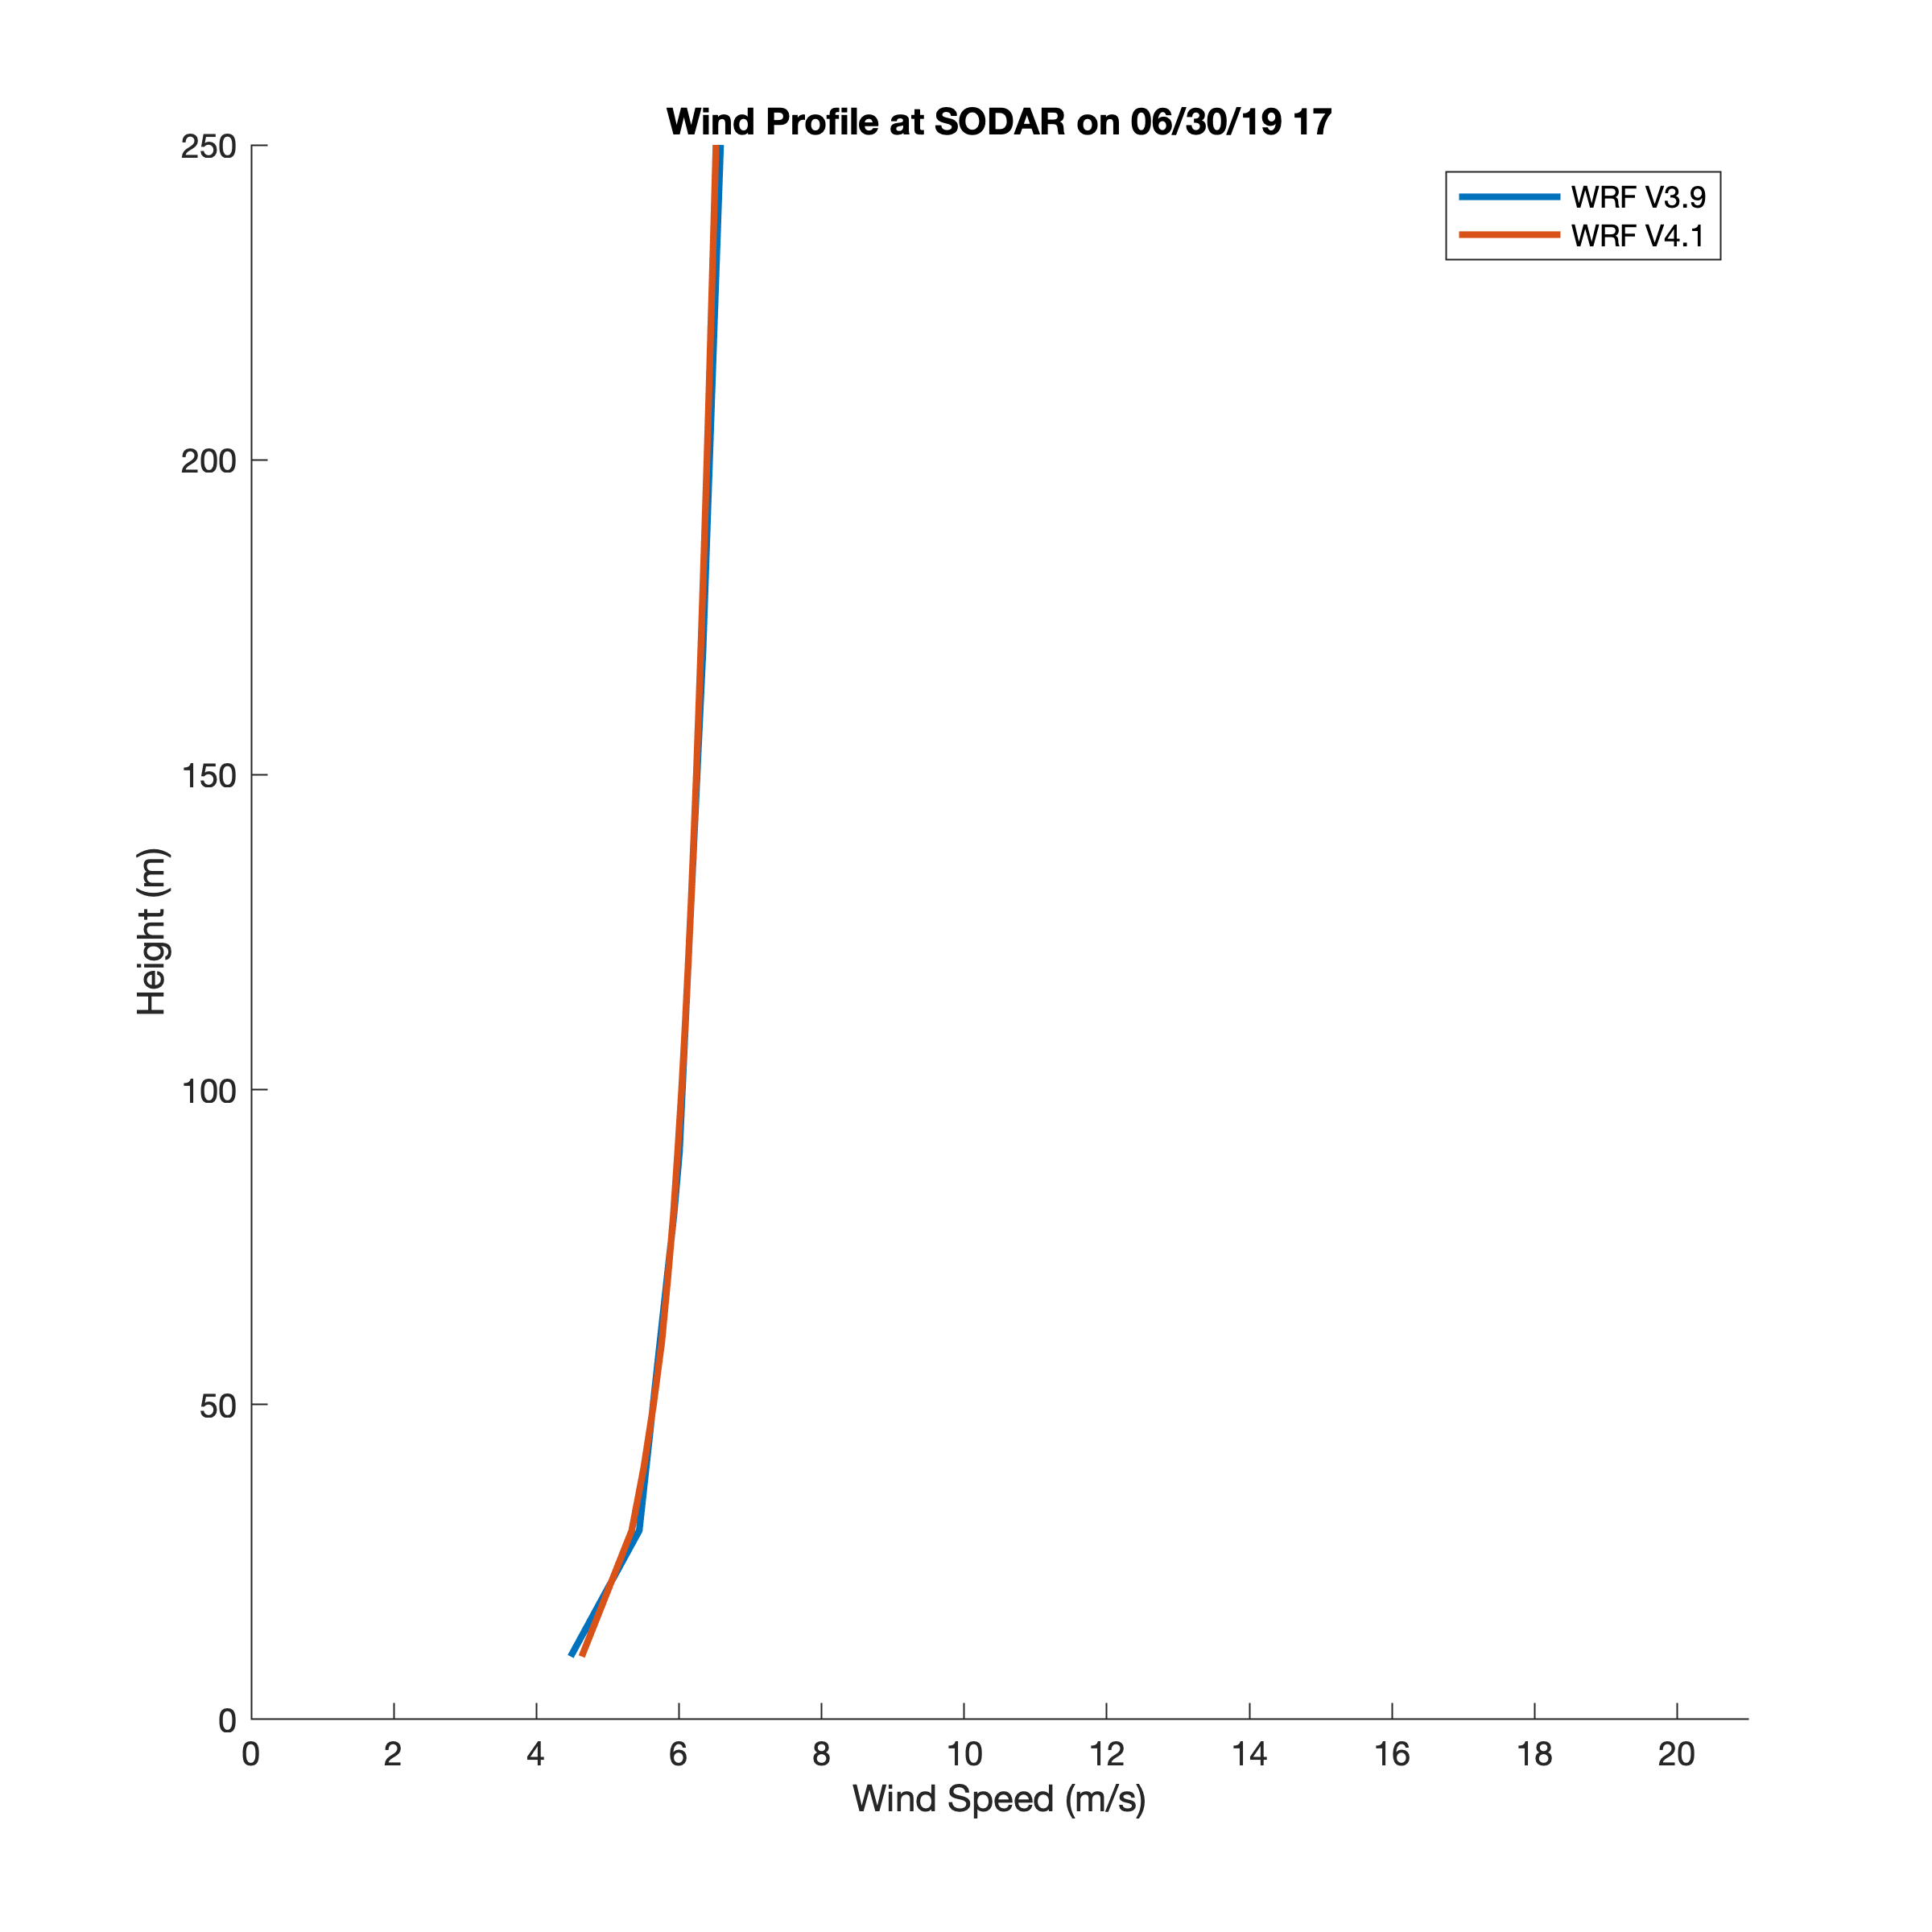 Wind Profile at SODAR on 06/30/19 17
WRF V3.9
WRF V4.1
250
200
150
100
50
0
Height (m)
0 2 4 6 8 10 12 14 16 18 20
Wind Speed (m/s)